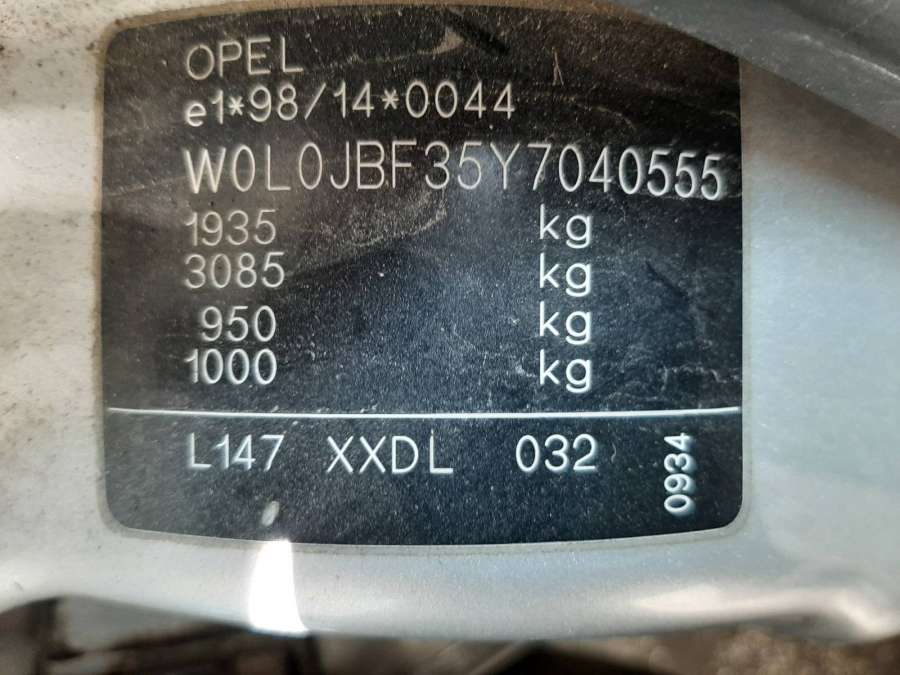 OPEL
e1*98/14*0044
W0L0JBF35Y7040555
1935 kg
3085 kg
950 kg
1000 kg
L147 XXDL 032 0934